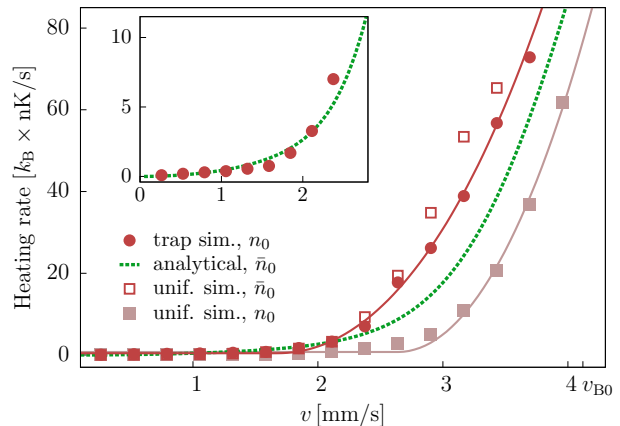 80
60
40
20
0
Heating rate [k_B × nK/s]
10
5
0
0
1
2
trap sim., n_0
analytical, n̄_0
unif. sim., n̄_0
unif. sim., n_0
1
2
3
4 v_B0
v [mm/s]